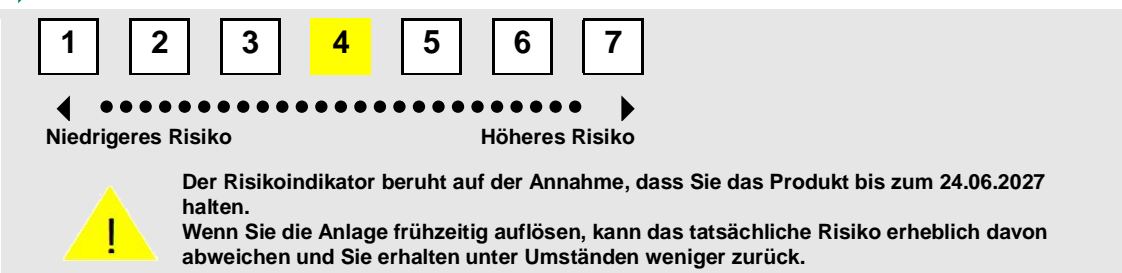 1 2 3 4 5 6 7
Niedrigeres Risiko Höheres Risiko
Der Risikoindikator beruht auf der Annahme, dass Sie das Produkt bis zum 24.06.2027
halten.
Wenn Sie die Anlage frühzeitig auflösen, kann das tatsächliche Risiko erheblich davon
abweichen und Sie erhalten unter Umständen weniger zurück.
!